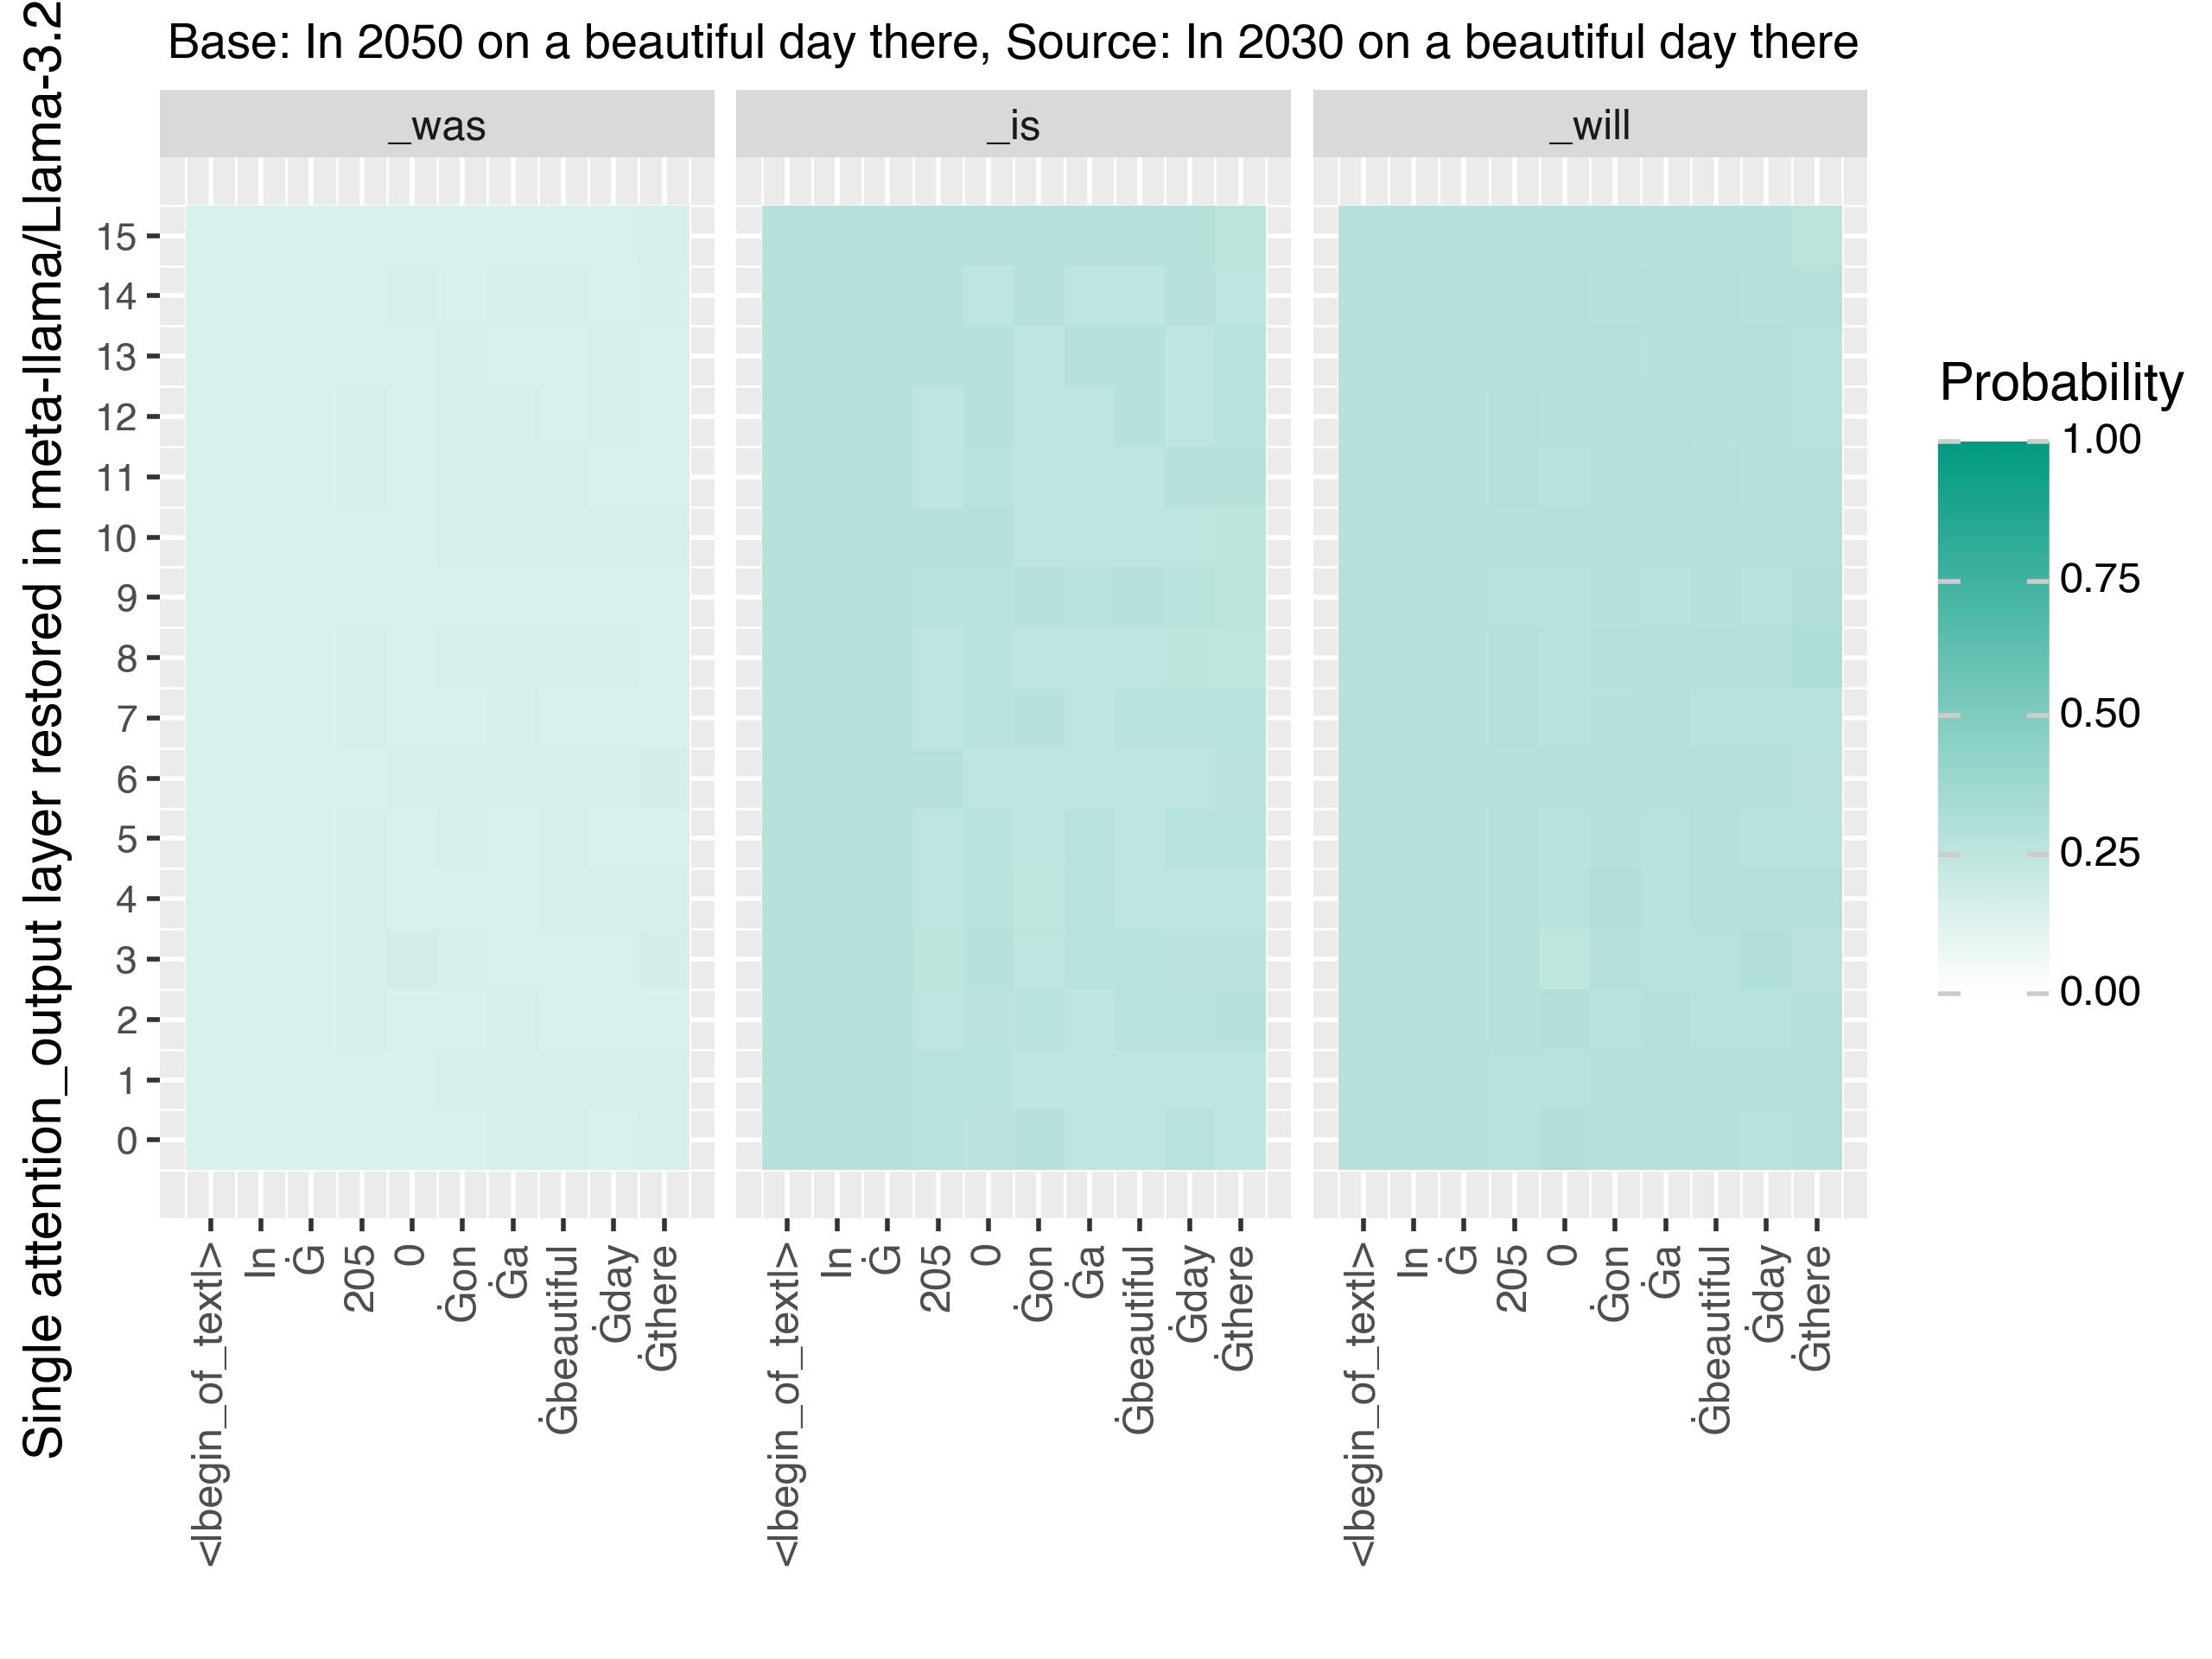 Base: In 2050 on a beautiful day there, Source: In 2030 on a beautiful day there
Single attention_output layer restored in meta-llama/Llama-3.2
_was
_is
_will
15
14
13
12
11
10
9
8
7
6
5
4
3
2
1
0
<|begin_of_text|>
In
Ġ
205
0
Ġon
Ġa
Ġbeautiful
Ġday
Ġthere
<|begin_of_text|>
In
Ġ
205
0
Ġon
Ġa
Ġbeautiful
Ġday
Ġthere
<|begin_of_text|>
In
Ġ
205
0
Ġon
Ġa
Ġbeautiful
Ġday
Ġthere
Probability
1.00
0.75
0.50
0.25
0.00